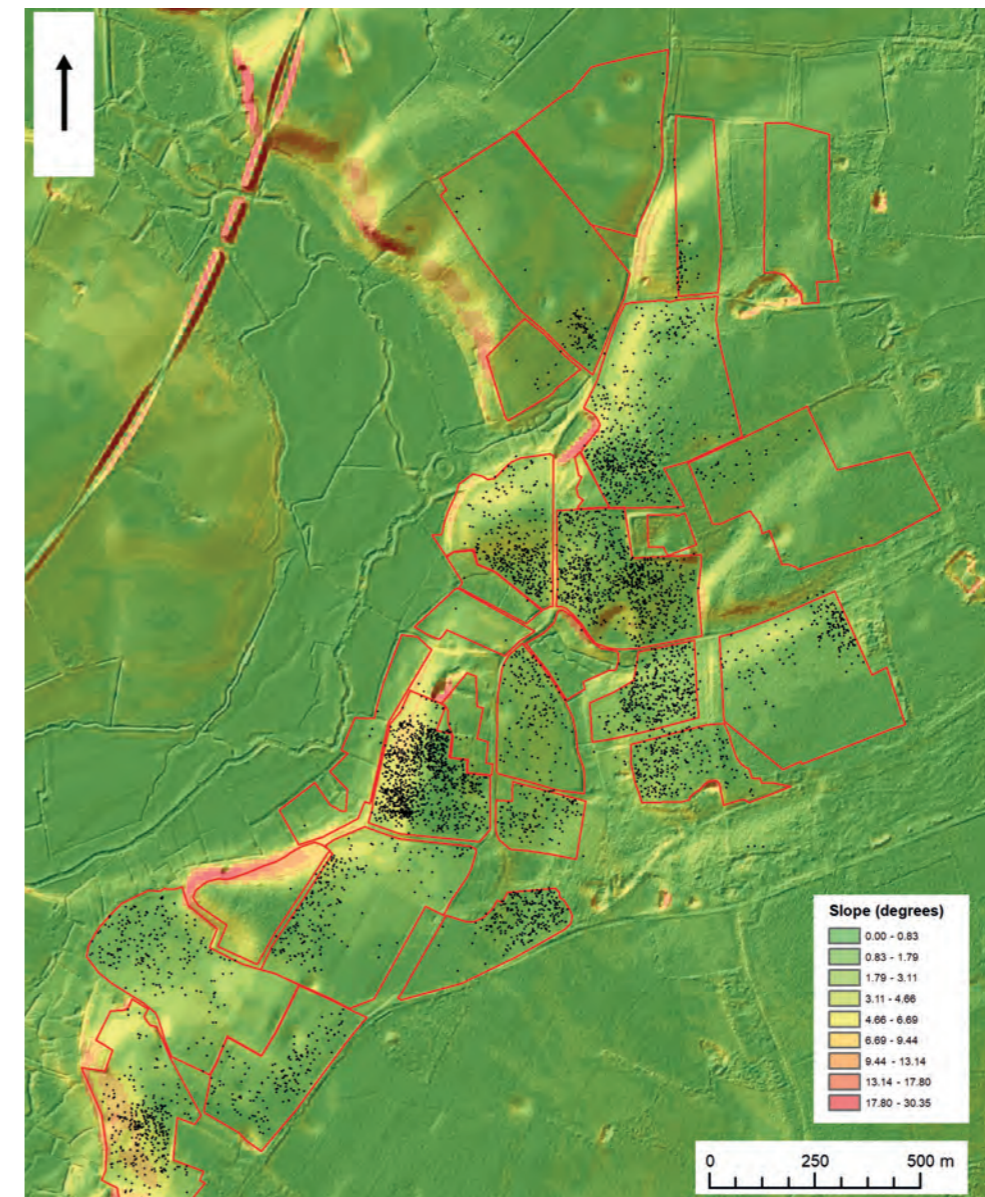 Slope (degrees)
0.00 - 0.83
0.83 - 1.79
1.79 - 3.11
3.11 - 4.66
4.66 - 6.69
6.69 - 9.44
9.44 - 13.14
13.14 - 17.80
17.80 - 30.35
0 250 500 m